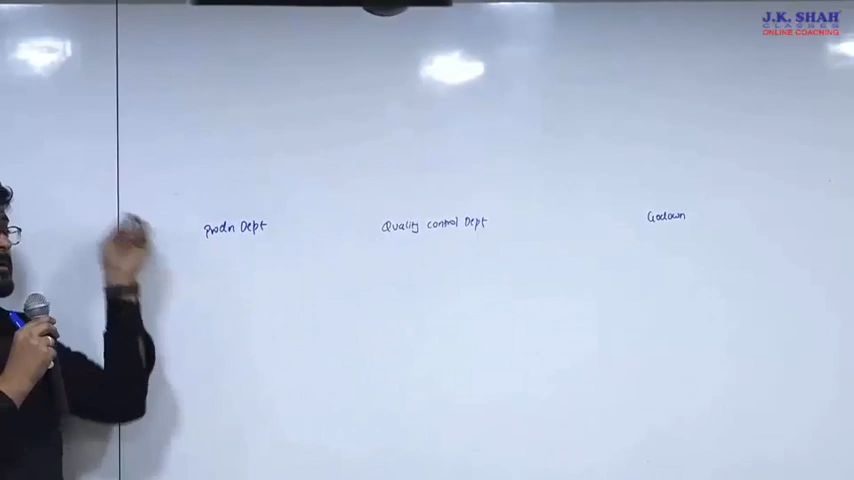 J.K. SHAH
CLASSES
ONLINE COACHING
Prodn Dept
Quality control Dept
Godown